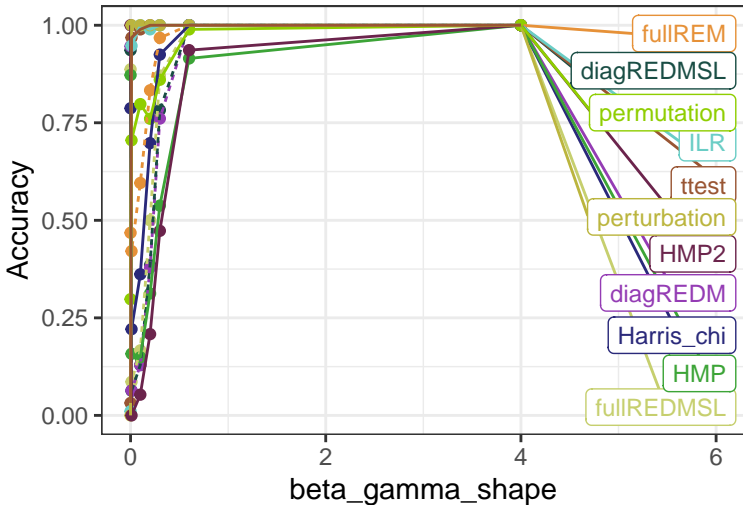 1.00
0.75
0.50
0.25
0.00
Accuracy
0
2
4
6
beta_gamma_shape
fullREM
diagREDMSL
permutation
ILR
ttest
perturbation
HMP2
diagREDM
Harris_chi
HMP
fullREDMSL